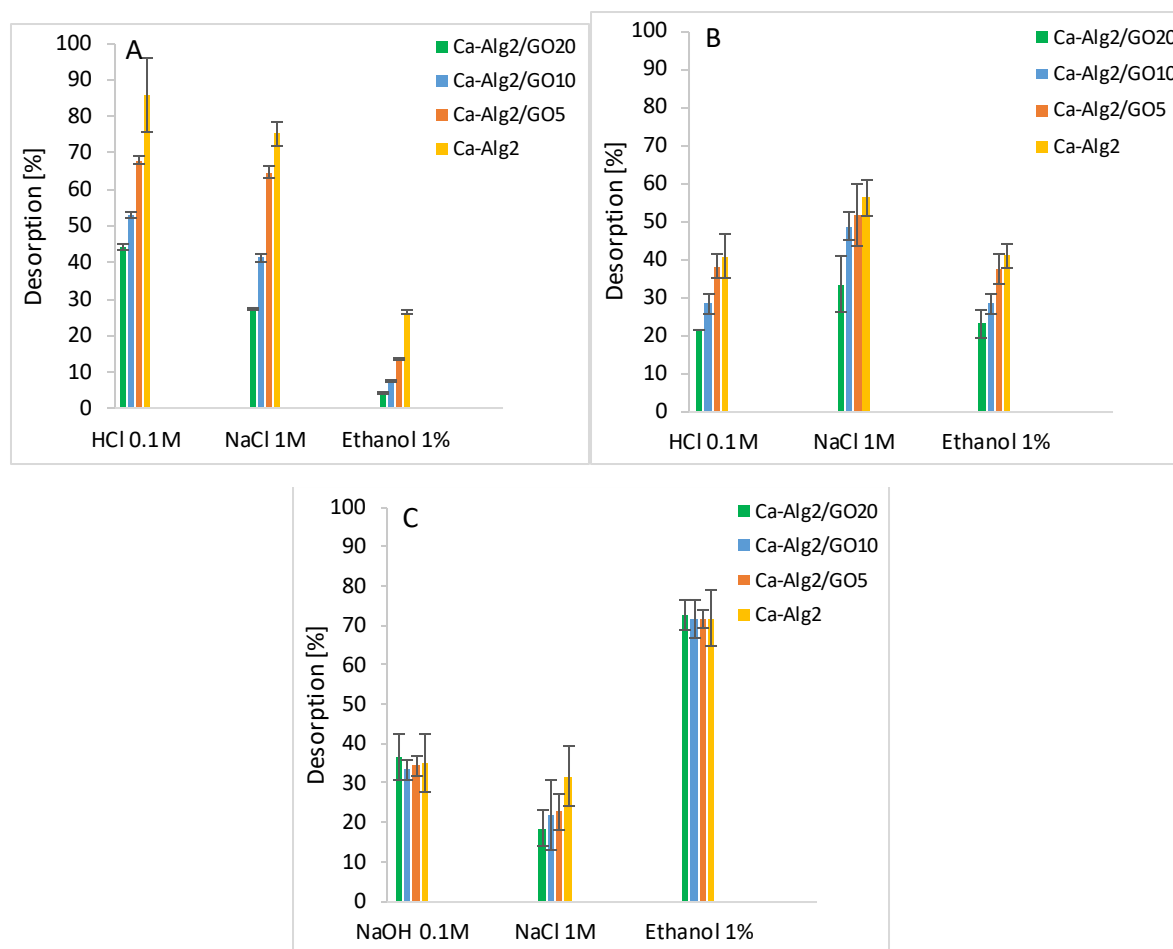 A
Desorption [%]
100
90
80
70
60
50
40
30
20
10
0
HCl 0.1M NaCl 1M Ethanol 1%
Ca-Alg2/GO20
Ca-Alg2/GO10
Ca-Alg2/GO5
Ca-Alg2
B
Desorption [%]
100
90
80
70
60
50
40
30
20
10
0
HCl 0.1M NaCl 1M Ethanol 1%
Ca-Alg2/GO20
Ca-Alg2/GO10
Ca-Alg2/GO5
Ca-Alg2
C
Desorption [%]
100
90
80
70
60
50
40
30
20
10
0
NaOH 0.1M NaCl 1M Ethanol 1%
Ca-Alg2/GO20
Ca-Alg2/GO10
Ca-Alg2/GO5
Ca-Alg2